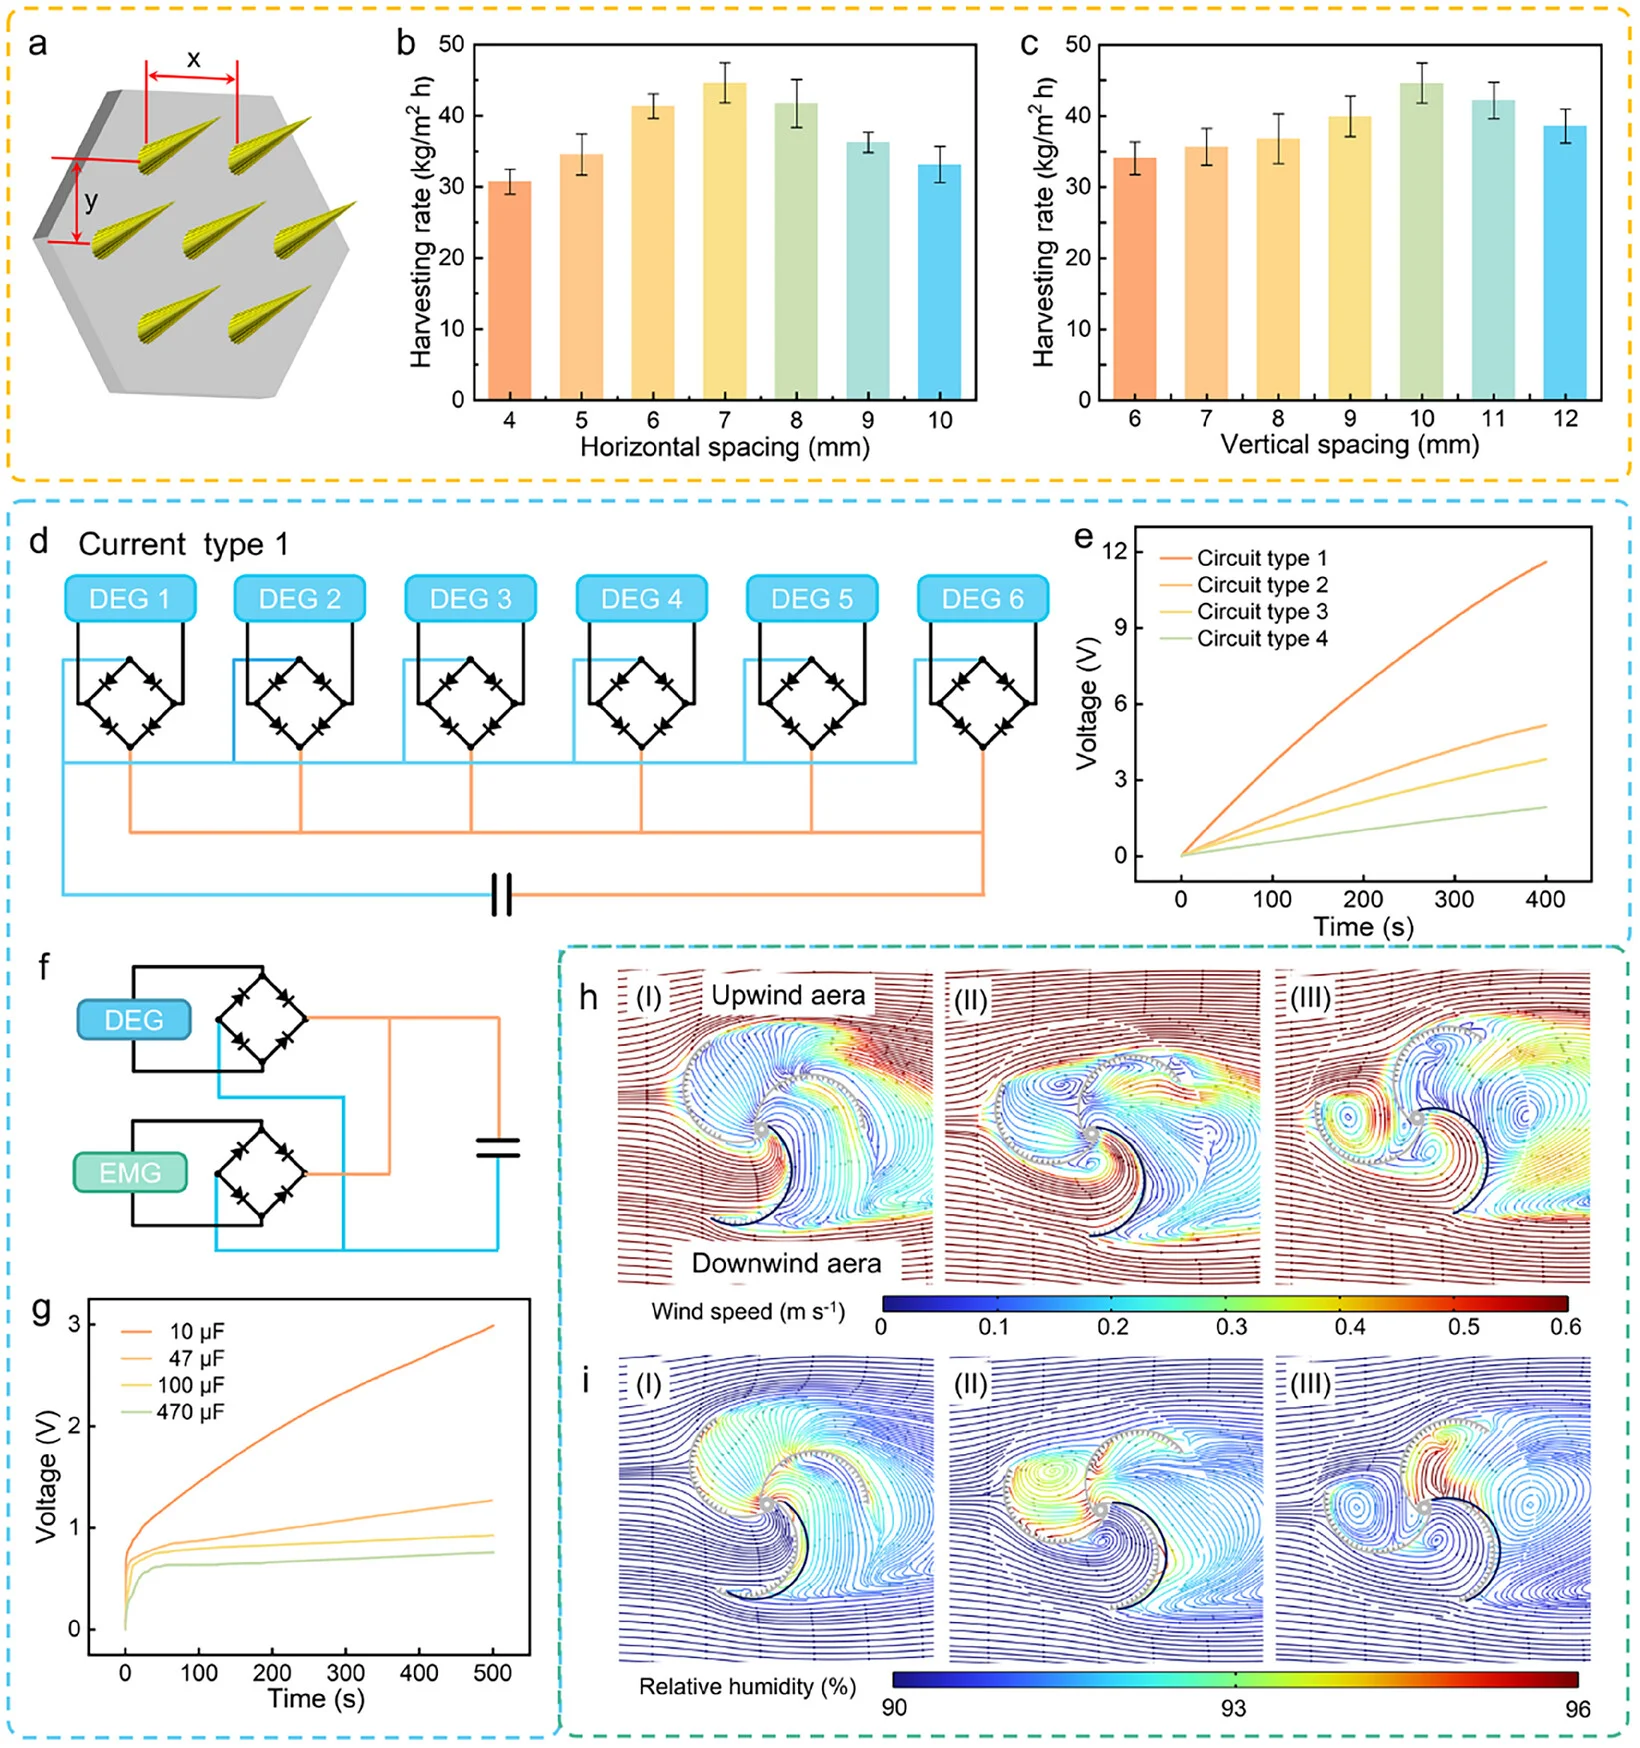 a
x
y
b
Harvesting rate (kg/m² h)
50
40
30
20
10
0
4 5 6 7 8 9 10
Horizontal spacing (mm)
c
Harvesting rate (kg/m² h)
50
40
30
20
10
0
6 7 8 9 10 11 12
Vertical spacing (mm)
d Current type 1
DEG 1 DEG 2 DEG 3 DEG 4 DEG 5 DEG 6
e
Voltage (V)
12
9
6
3
0
Circuit type 1
Circuit type 2
Circuit type 3
Circuit type 4
0 100 200 300 400
Time (s)
f
DEG
EMG
g
Voltage (V)
3
2
1
0
10 μF
47 μF
100 μF
470 μF
0 100 200 300 400 500
Time (s)
h
(I) Upwind aera (II) (III)
Downwind aera
Wind speed (m s⁻¹)
0 0.1 0.2 0.3 0.4 0.5 0.6
i
(I) (II) (III)
Relative humidity (%)
90 93 96